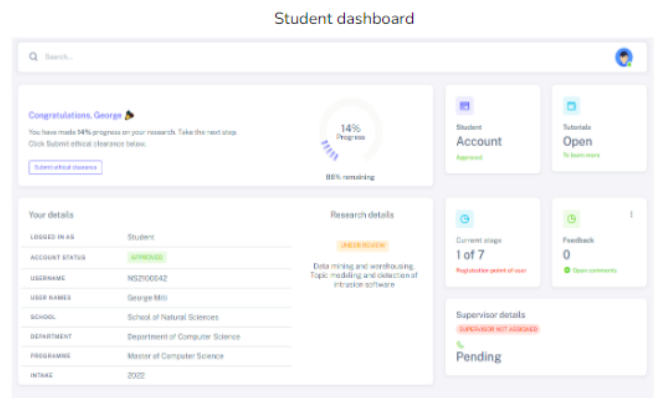 Student dashboard
Search...
Congratulations, George
You have made 14% progress on your research. Take the next step.
Click Submit ethical clearance below.
Submit ethical clearance
14%
Progress
86% remaining
Student
Account
Approved
Tutorials
Open
To learn more
Your details
LOGGED IN AS Student
ACCOUNT STATUS APPROVED
USERNAME NS2100642
USER NAMES George Miti
SCHOOL School of Natural Sciences
DEPARTMENT Department of Computer Science
PROGRAMME Master of Computer Science
INTAKE 2022
Research details
UNDER REVIEW
Data mining and warehousing.
Topic modeling and detection of
intrusion software
Current stage
1 of 7
Registration point of user
Feedback
0
Open comments
Supervisor details
SUPERVISOR NOT ASSIGNED
Pending